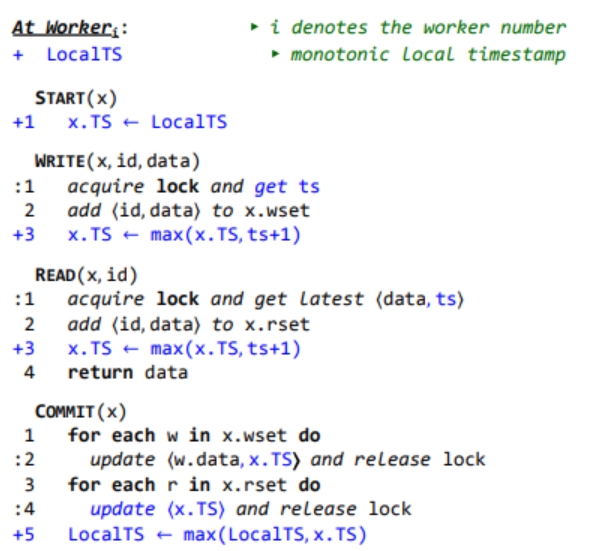 At Worker_i: ‣ i denotes the worker number
+ LocalTS ‣ monotonic local timestamp
START(x)
+1 x.TS ← LocalTS
WRITE(x, id, data)
:1 acquire lock and get ts
2 add ⟨id, data⟩ to x.wset
+3 x.TS ← max(x.TS, ts+1)
READ(x, id)
:1 acquire lock and get latest ⟨data, ts⟩
2 add ⟨id, data⟩ to x.rset
+3 x.TS ← max(x.TS, ts+1)
4 return data
COMMIT(x)
1 for each w in x.wset do
:2 update ⟨w.data, x.TS⟩ and release lock
3 for each r in x.rset do
:4 update ⟨x.TS⟩ and release lock
+5 LocalTS ← max(LocalTS, x.TS)